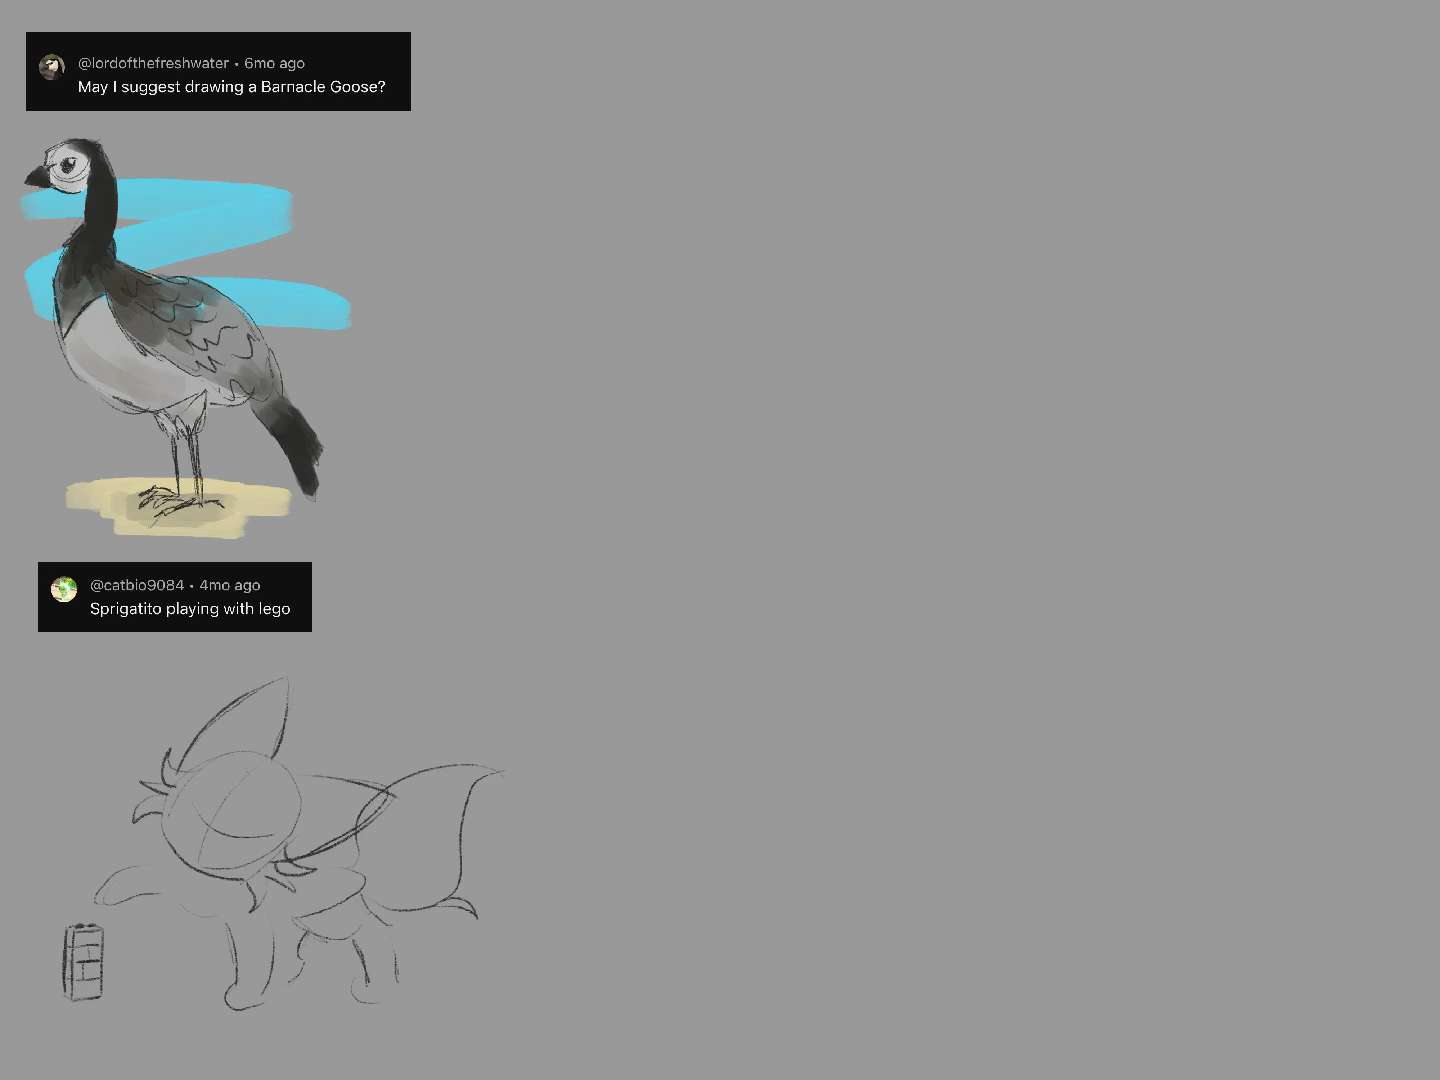 @lordofthefreshwater • 6mo ago
May I suggest drawing a Barnacle Goose?
@catbio9084 • 4mo ago
Sprigatito playing with lego